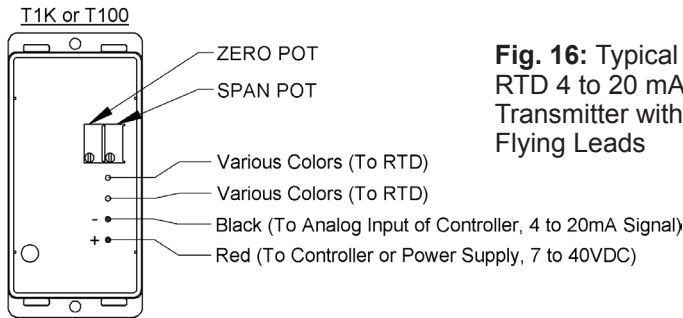 T1K or T100
ZERO POT
SPAN POT
Various Colors (To RTD)
Various Colors (To RTD)
- Black (To Analog Input of Controller, 4 to 20mA Signal)
+ Red (To Controller or Power Supply, 7 to 40VDC)
Fig. 16: Typical
RTD 4 to 20 mA
Transmitter with
Flying Leads